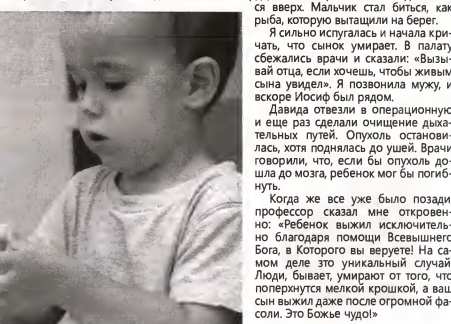 ся вверх. Мальчик стал биться, как
рыба, которую вытащили на берег.
Я сильно испугалась и начала кри-
чать, что сынок умирает. В палату
сбежались врачи и сказали: «Вызы-
вай отца, если хочешь, чтобы живым
сына увидел». Я позвонила мужу, и
вскоре Иосиф был рядом.
Давида отвезли в операционную
и еще раз сделали очищение дыха-
тельных путей. Опухоль останови-
лась, хотя поднялась до ушей. Врачи
говорили, что, если бы опухоль до-
шла до мозга, ребенок мог бы погиб-
нуть.
Когда же все уже было позади,
профессор сказал мне откровен-
но: «Ребенок выжил исключитель-
но благодаря помощи Всевышнего
Бога, в Которого вы веруете! На са-
мом деле это уникальный случай.
Люди, бывает, умирают от того, что
поперхнутся мелкой крошкой, а ваш
сын выжил даже после огромной фа-
соли. Это Божье чудо!»